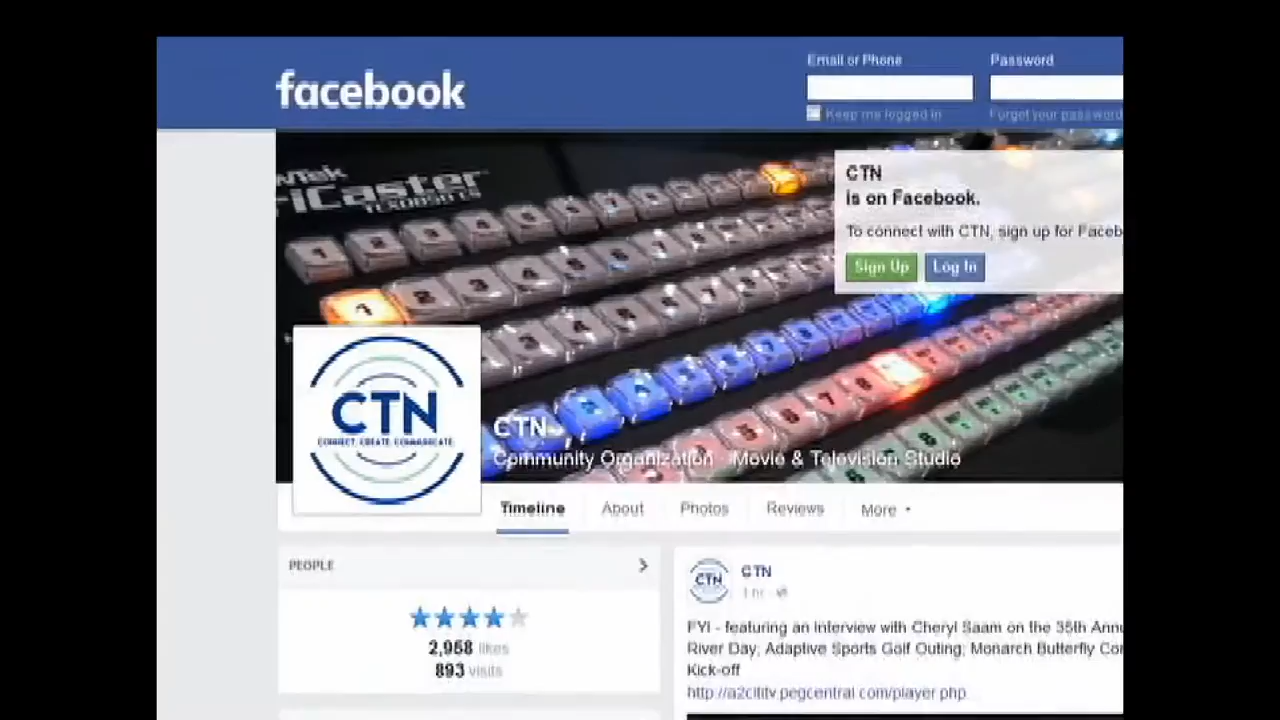 facebook
Email or Phone
Password
Keep me logged in
Forgot your password
CTN
is on Facebook.
To connect with CTN, sign up for Faceb
Sign Up
Log In
iCaster
CTN
CONNECT. CREATE. COMMUNICATE.
CTN
Community Organization · Movie & Television Studio
Timeline
About
Photos
Reviews
More
PEOPLE
2,958 likes
893 visits
CTN
CTN
1 hr
FYI - featuring an interview with Cheryl Saam on the 35th Annu
River Day; Adaptive Sports Golf Outing; Monarch Butterfly Co
Kick-off
http://a2cititv.pegcentral.com/player.php